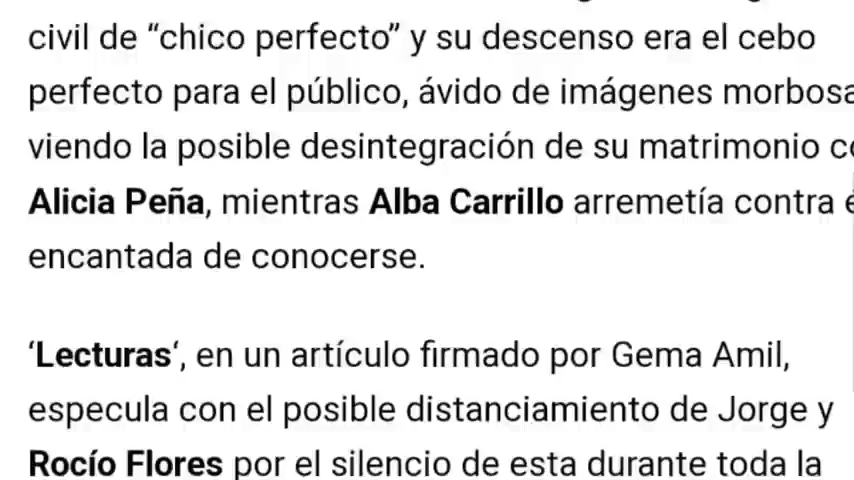 civil de “chico perfecto” y su descenso era el cebo
perfecto para el público, ávido de imágenes morbosa
viendo la posible desintegración de su matrimonio co
Alicia Peña, mientras Alba Carrillo arremetía contra é
encantada de conocerse.
‘Lecturas‘, en un artículo firmado por Gema Amil,
especula con el posible distanciamiento de Jorge y
Rocío Flores por el silencio de esta durante toda la